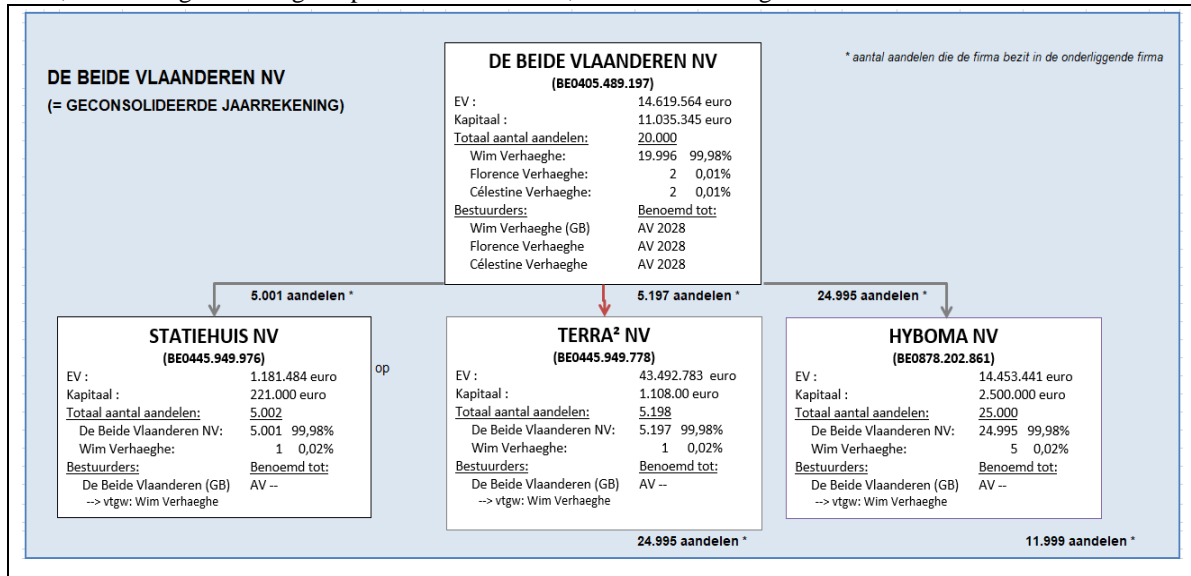 * aantal aandelen die de firma bezit in de onderliggende firma
DE BEIDE VLAANDEREN NV
(= GECONSOLIDEERDE JAARREKENING)
DE BEIDE VLAANDEREN NV
(BE0405.489.197)
EV : 14.619.564 euro
Kapitaal : 11.035.345 euro
Totaal aantal aandelen: 20.000
Wim Verhaeghe: 19.996 99,98%
Florence Verhaeghe: 2 0,01%
Célestine Verhaeghe: 2 0,01%
Bestuurders: Benoemd tot:
Wim Verhaeghe (GB) AV 2028
Florence Verhaeghe AV 2028
Célestine Verhaeghe AV 2028
5.001 aandelen *
5.197 aandelen *
24.995 aandelen *
STATIEHUIS NV
(BE0445.949.976)
EV : 1.181.484 euro
Kapitaal : 221.000 euro
Totaal aantal aandelen: 5.002
De Beide Vlaanderen NV: 5.001 99,98%
Wim Verhaeghe: 1 0,02%
Bestuurders: Benoemd tot:
De Beide Vlaanderen (GB) AV --
--> vtgw: Wim Verhaeghe
op
TERRA² NV
(BE0445.949.778)
EV : 43.492.783 euro
Kapitaal : 1.108.00 euro
Totaal aantal aandelen: 5.198
De Beide Vlaanderen NV: 5.197 99,98%
Wim Verhaeghe: 1 0,02%
Bestuurders: Benoemd tot:
De Beide Vlaanderen (GB) AV --
--> vtgw: Wim Verhaeghe
HYBOMA NV
(BE0878.202.861)
EV : 14.453.441 euro
Kapitaal : 2.500.000 euro
Totaal aantal aandelen: 25.000
De Beide Vlaanderen NV: 24.995 99,98%
Wim Verhaeghe: 5 0,02%
Bestuurders: Benoemd tot:
De Beide Vlaanderen (GB) AV --
--> vtgw: Wim Verhaeghe
24.995 aandelen *
11.999 aandelen *